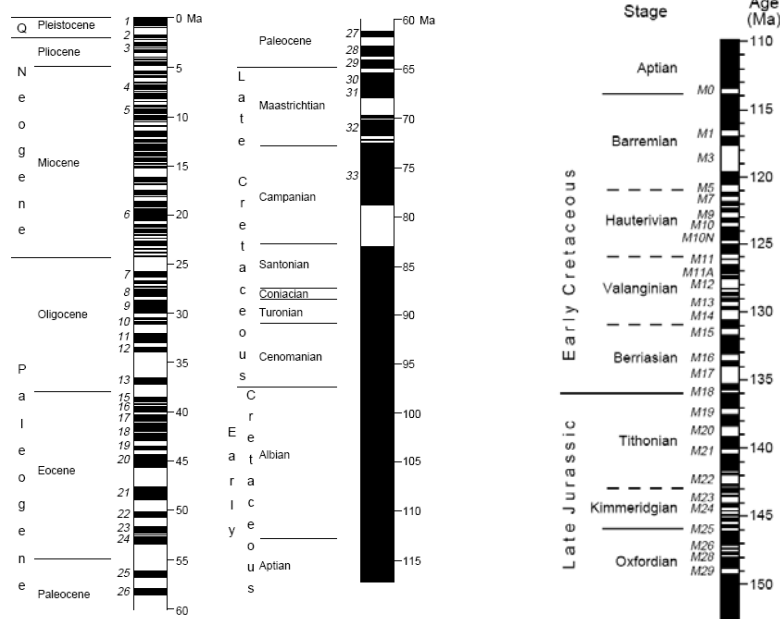 0 Ma
Q
Pleistocene
1
2
Pliocene
3
5
Neogene
4
5
10
Miocene
15
6
20
25
7
8
Oligocene
9
30
10
11
12
35
13
Paleogene
15
40
16
17
18
19
Eocene
20
45
21
50
22
23
24
55
25
Paleocene
26
60
60 Ma
27
Paleocene
28
29
65
Late Cretaceous
30
31
Maastrichtian
70
32
75
33
Campanian
80
Santonian
85
Coniacian
Turonian
90
Cenomanian
95
Early Cretaceous
100
Albian
105
110
Aptian
115
Stage
Age
(Ma)
110
Aptian
M0
115
M1
Barremian
M3
120
Early Cretaceous
M5
M7
M9
Hauterivian
M10
M10N
125
M11
M11A
Valanginian
M12
M13
M14
130
M15
Berriasian
M16
M17
135
M18
M19
Late Jurassic
Tithonian
M20
M21
140
M22
M23
Kimmeridgian
M24
145
M25
M26
Oxfordian
M28
M29
150